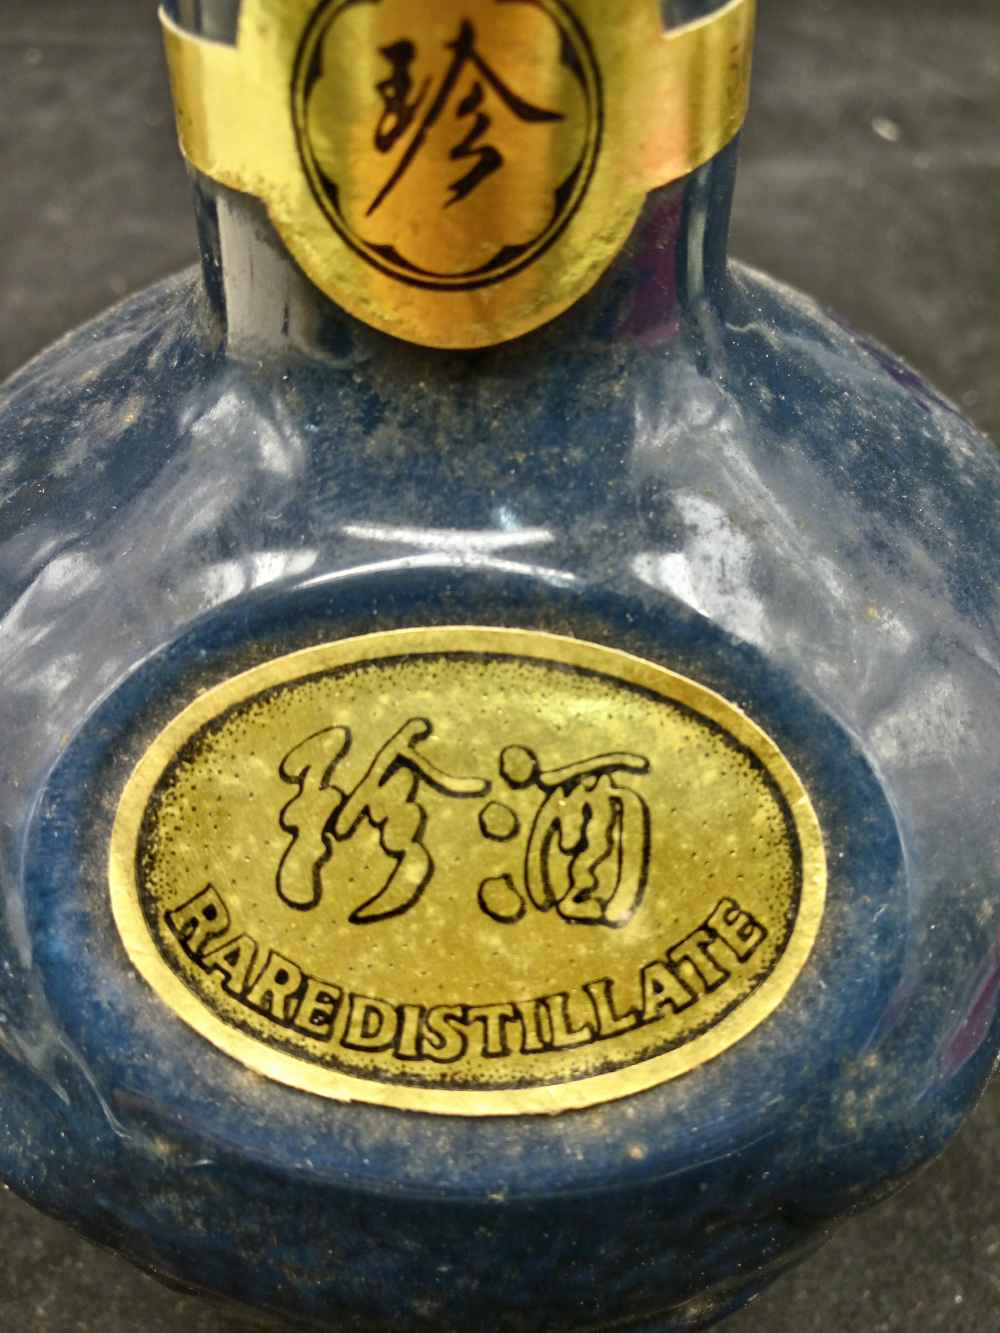 珍
珍酒
RARE DISTILLATE